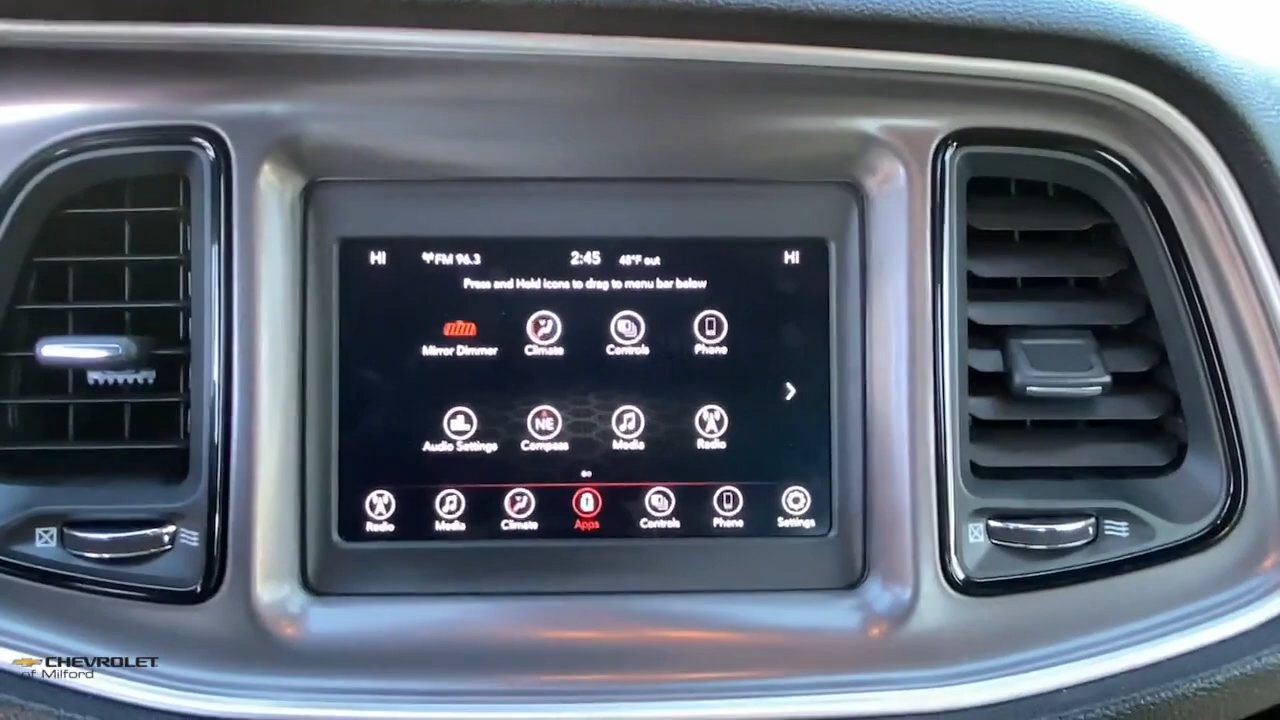 HI FM 96.3 2:45 48°F out HI
Press and Hold icons to drag to menu bar below
Mirror Dimmer Climate Controls Phone
NE
Audio Settings Compass Media Radio
Radio Media Climate Apps Controls Phone Settings
CHEVROLET
of Milford